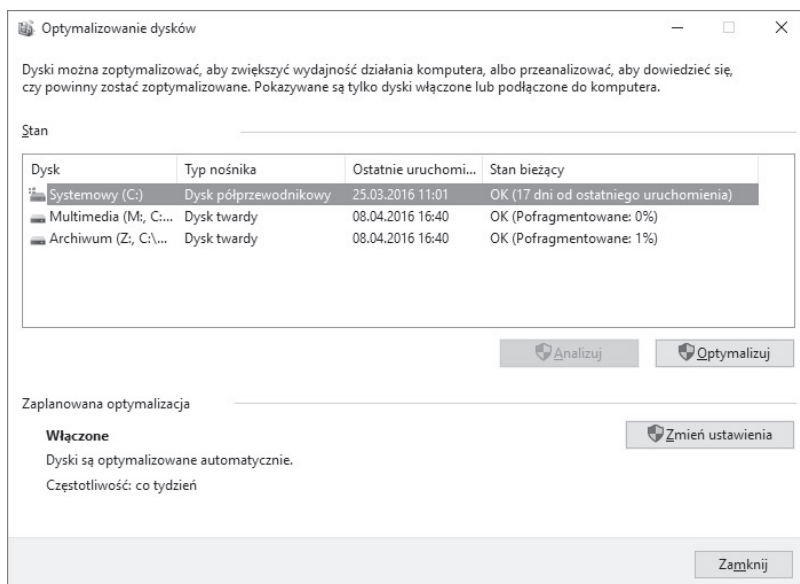 Optymalizowanie dysków
Dyski można zoptymalizować, aby zwiększyć wydajność działania komputera, albo przeanalizować, aby dowiedzieć się,
czy powinny zostać zoptymalizowane. Pokazywane są tylko dyski włączone lub podłączone do komputera.
Stan
Dysk Typ nośnika Ostatnie uruchomi... Stan bieżący
Systemowy (C:) Dysk półprzewodnikowy 25.03.2016 11:01 OK (17 dni od ostatniego uruchomienia)
Multimedia (M:, C:... Dysk twardy 08.04.2016 16:40 OK (Pofragmentowane: 0%)
Archiwum (Z:, C:\... Dysk twardy 08.04.2016 16:40 OK (Pofragmentowane: 1%)
Analizuj Optymalizuj
Zaplanowana optymalizacja
Włączone Zmień ustawienia
Dyski są optymalizowane automatycznie.
Częstotliwość: co tydzień
Zamknij